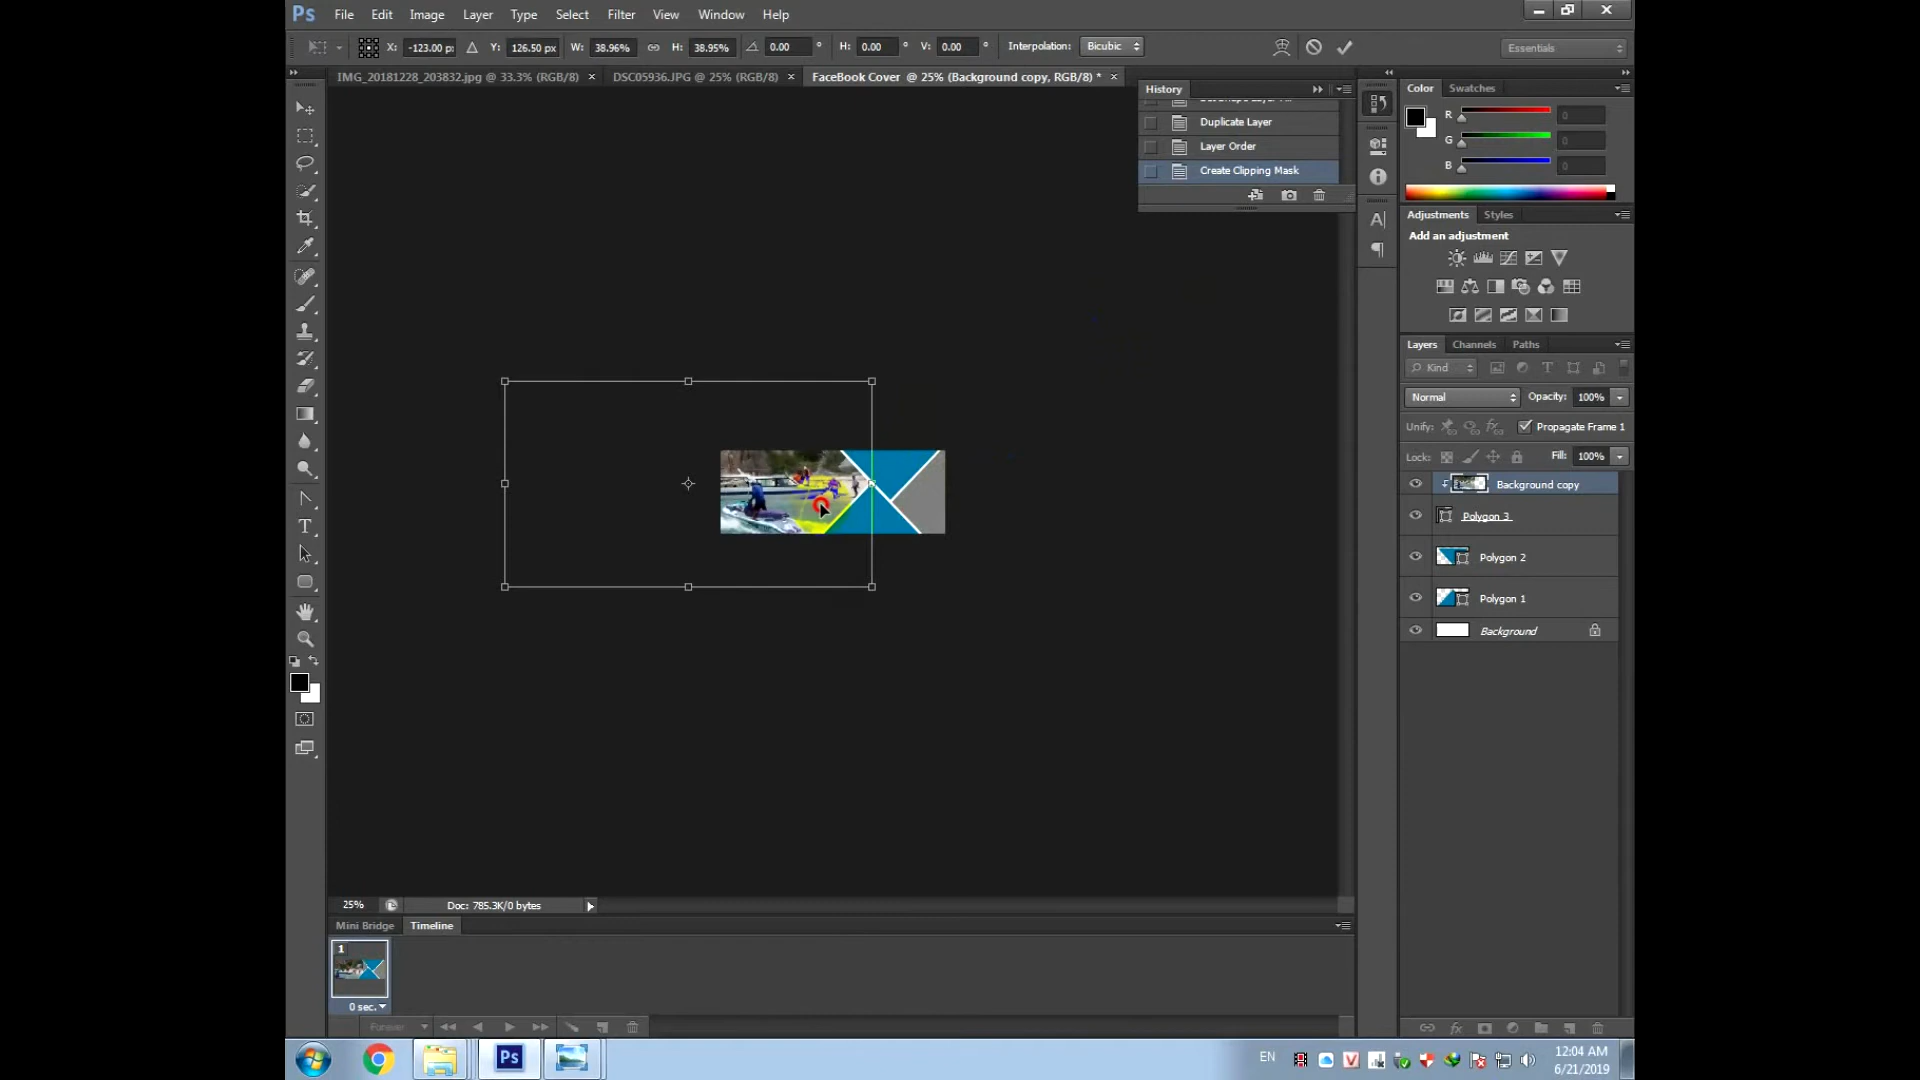 Ps File Edit Image Layer Type Select Filter View Window Help
X: -123.00 p: Y: 126.50 px W: 38.96% H: 38.95% 0.00 ° H: 0.00 ° V: 0.00 ° Interpolation: Bicubic Essentials
IMG_20181228_203832.jpg @ 33.3% (RGB/8) × DSC05936.JPG @ 25% (RGB/8) × FaceBook Cover @ 25% (Background copy, RGB/8) * ×
History
Duplicate Layer
Layer Order
Create Clipping Mask
Color Swatches
R 0
G 0
B 0
Adjustments Styles
Add an adjustment
Layers Channels Paths
Kind
Normal Opacity: 100%
Unify: Propagate Frame 1
Lock: Fill: 100%
Background copy
Polygon 3
Polygon 2
Polygon 1
Background
25% Doc: 785.3K/0 bytes
Mini Bridge Timeline
1
0 sec.
Forever
Ps
EN
12:04 AM
6/21/2019